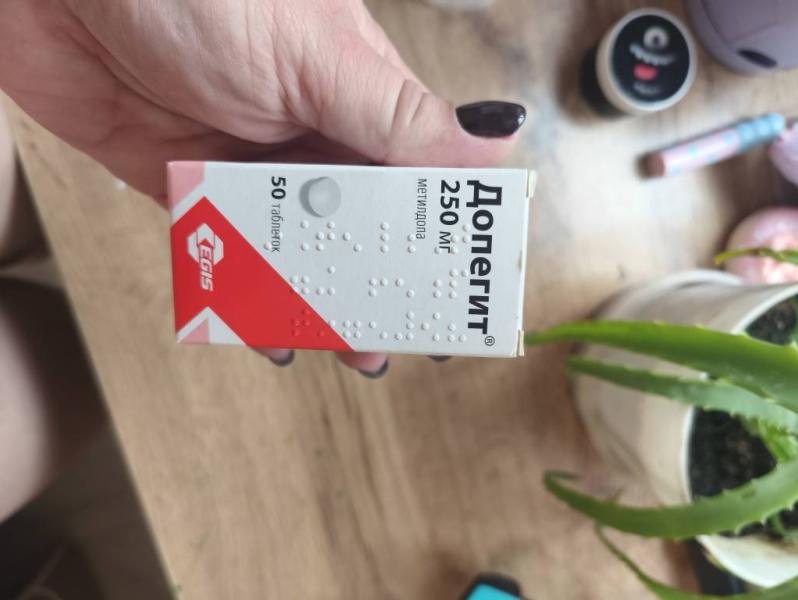 Допегит®
250 мг
метилдопа
50 таблеток
EGIS